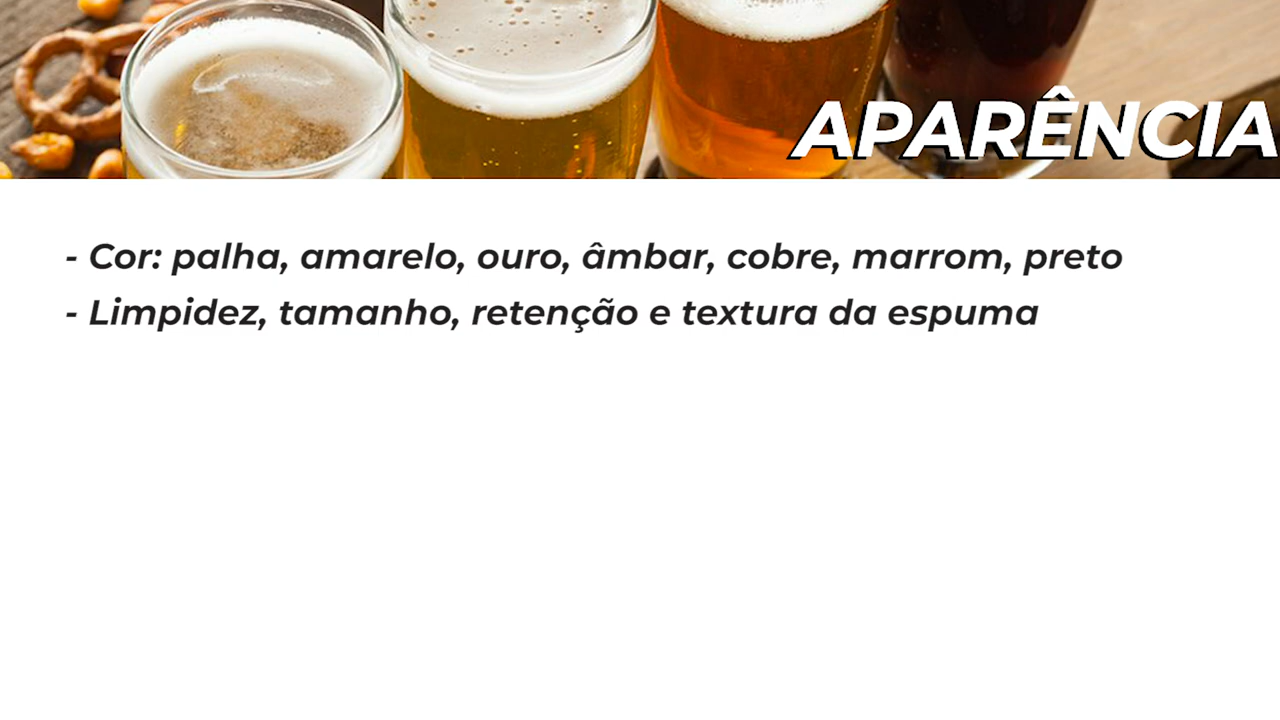 APARÊNCIA
- Cor: palha, amarelo, ouro, âmbar, cobre, marrom, preto
- Limpidez, tamanho, retenção e textura da espuma